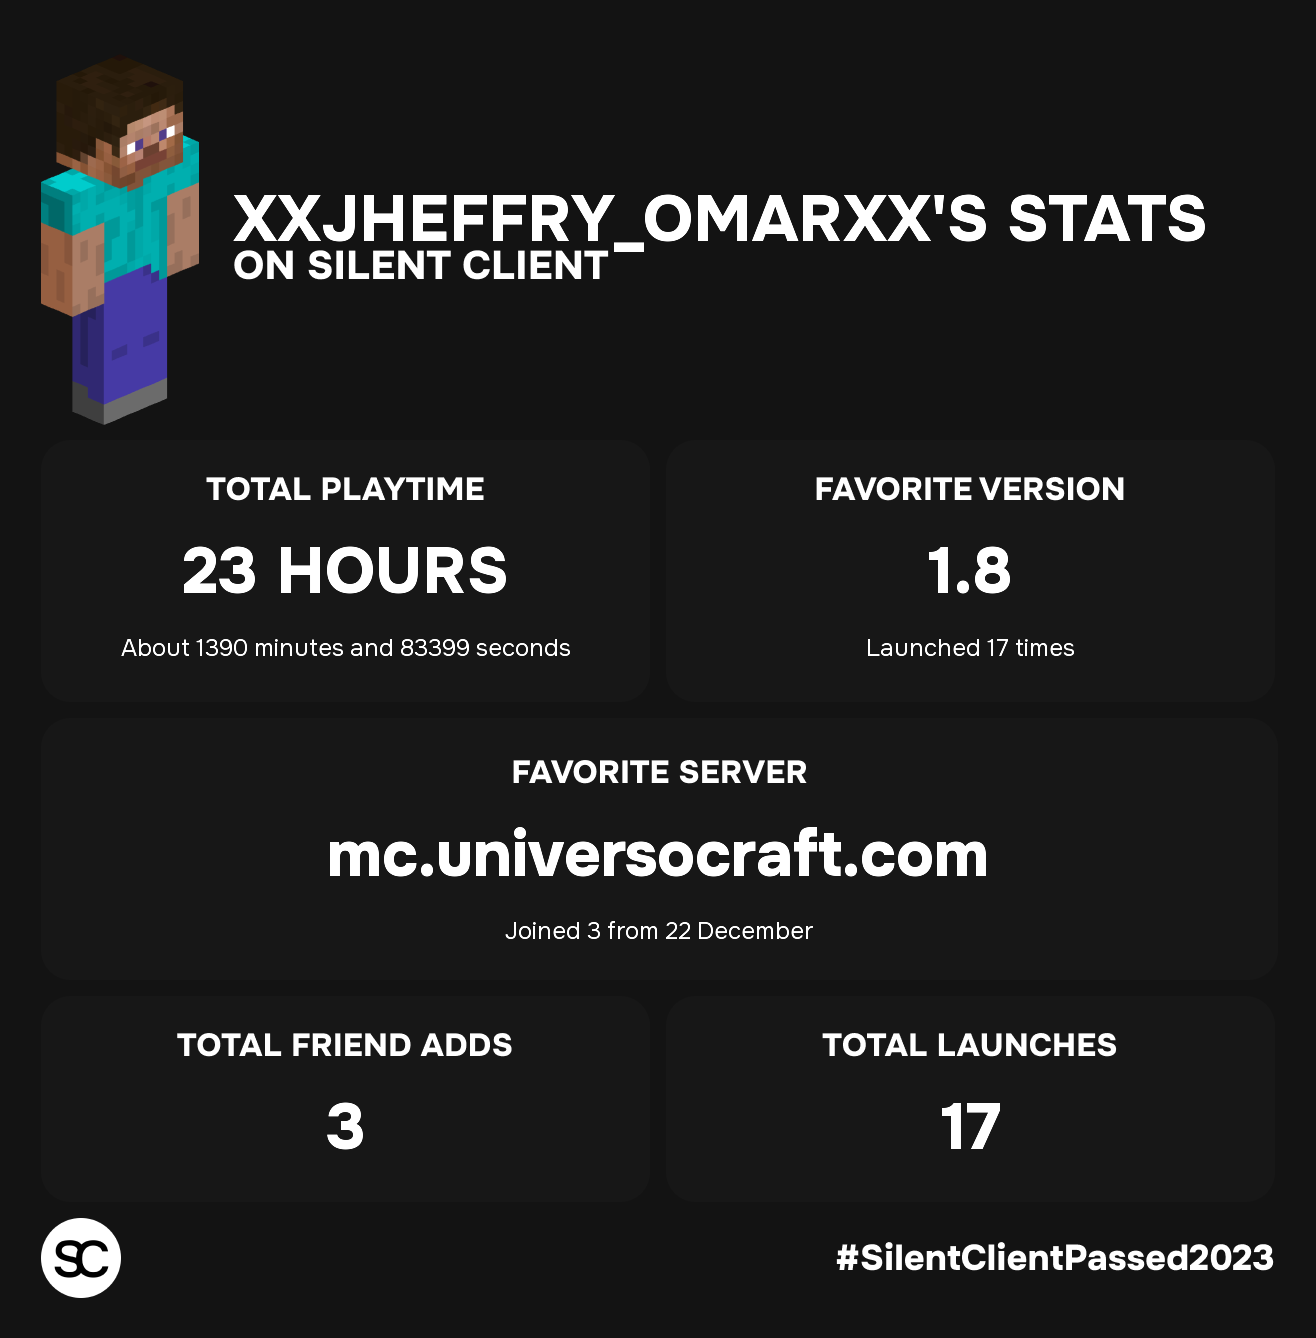 XXJHEFFRY_OMARXX'S STATS
ON SILENT CLIENT
TOTAL PLAYTIME
23 HOURS
About 1390 minutes and 83399 seconds
FAVORITE VERSION
1.8
Launched 17 times
FAVORITE SERVER
mc.universocraft.com
Joined 3 from 22 December
TOTAL FRIEND ADDS
3
TOTAL LAUNCHES
17
SC
#SilentClientPassed2023